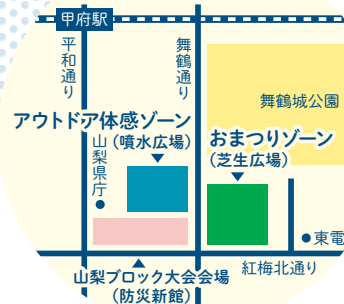 甲府駅
平和通り
舞鶴通り
舞鶴城公園
アウトドア体感ゾーン
(噴水広場)
おまつりゾーン
(芝生広場)
山梨県庁
東電
紅梅北通り
山梨ブロック大会会場
(防災新館)